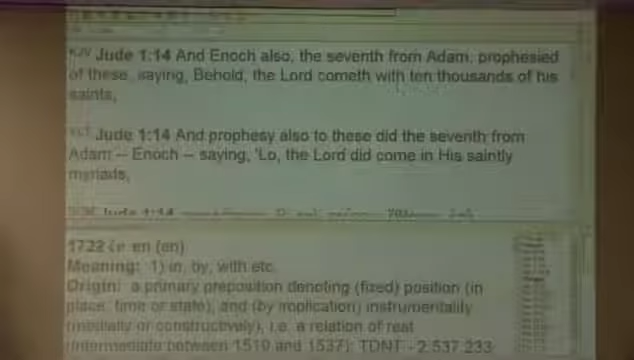 KJV Jude 1:14 And Enoch also, the seventh from Adam, prophesied
of these, saying, Behold, the Lord cometh with ten thousands of his
saints,
YLT Jude 1:14 And prophesy also to these did the seventh from
Adam -- Enoch -- saying, 'Lo, the Lord did come in His saintly
myriads,
Jude 1:14
1722 en (en)
Meaning: 1) in, by, with etc.
Origin: a primary preposition denoting (fixed) position (in
place, time or state), and (by implication) instrumentality
(medially or constructively), i.e. a relation of rest
(intermediate between 1519 and 1537); TDNT - 2:537,233